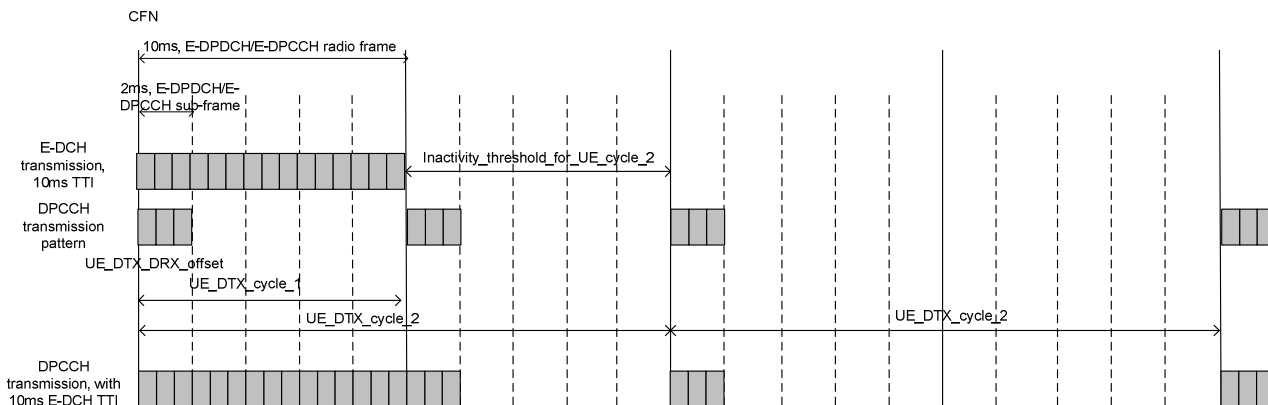 CFN
10ms, E-DPDCH/E-DPCCH radio frame
2ms, E-DPDCH/E-
DPCCH sub-frame
E-DCH
transmission,
10ms TTI
Inactivity_threshold_for_UE_cycle_2
DPCCH
transmission
pattern
UE_DTX_DRX_offset
UE_DTX_cycle_1
UE_DTX_cycle_2
UE_DTX_cycle_2
DPCCH
transmission, with
10ms E-DCH TTI